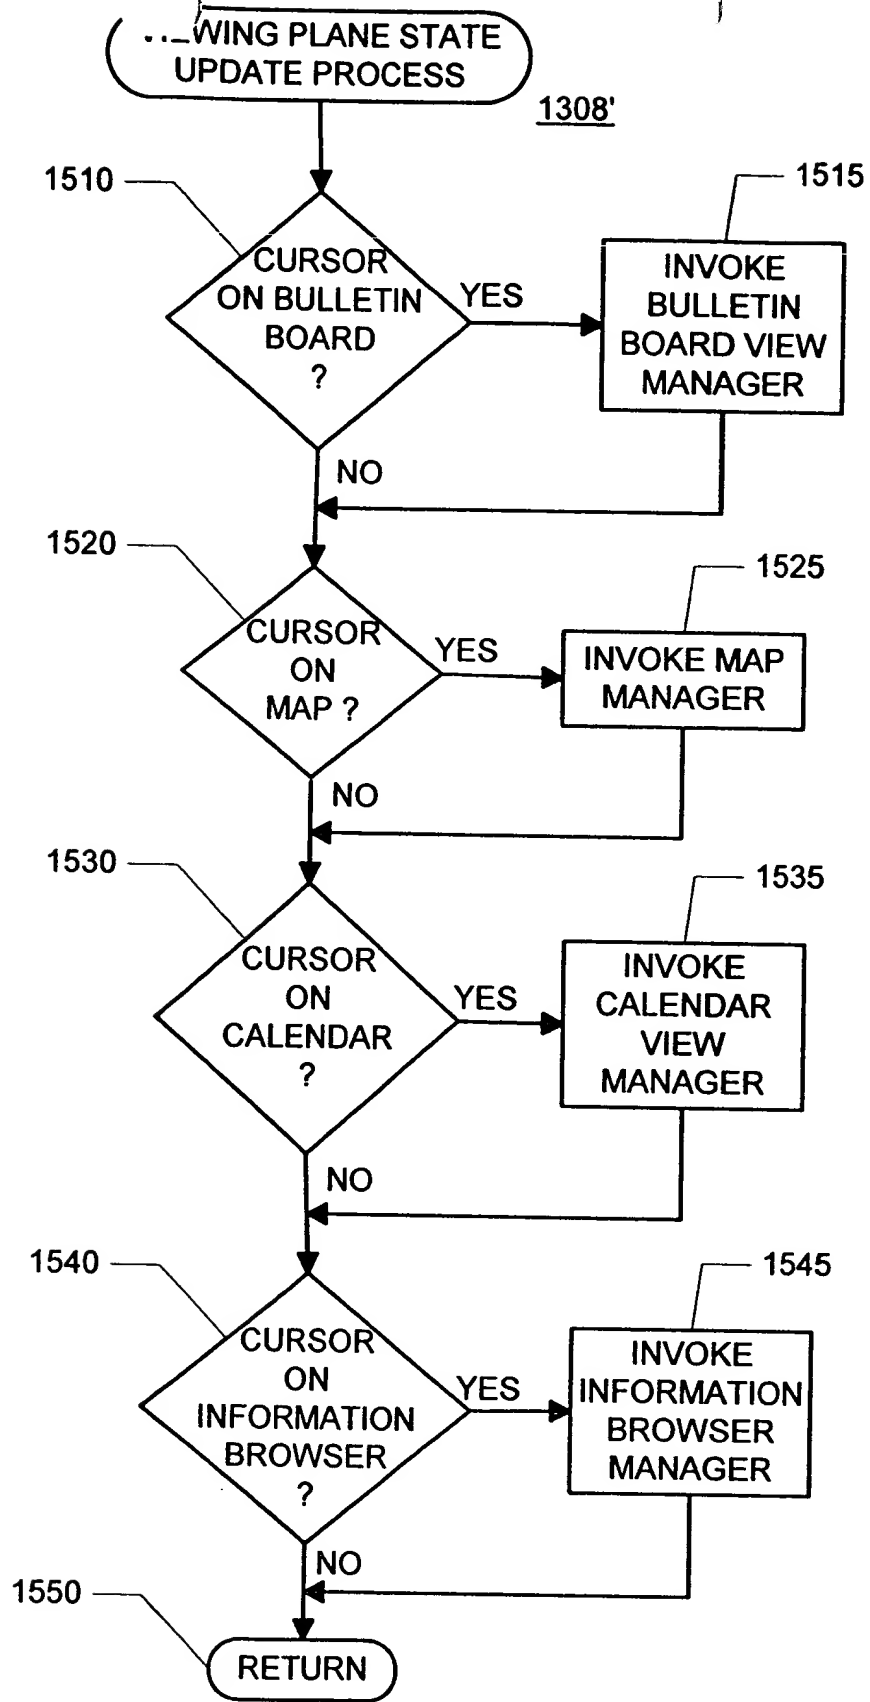 WING PLANE STATE
UPDATE PROCESS
1308'
1510
CURSOR
ON BULLETIN
BOARD
?
YES
NO
1515
INVOKE
BULLETIN
BOARD VIEW
MANAGER
1520
CURSOR
ON
MAP ?
YES
NO
1525
INVOKE MAP
MANAGER
1530
CURSOR
ON
CALENDAR
?
YES
NO
1535
INVOKE
CALENDAR
VIEW
MANAGER
1540
CURSOR
ON
INFORMATION
BROWSER
?
YES
NO
1545
INVOKE
INFORMATION
BROWSER
MANAGER
1550
RETURN